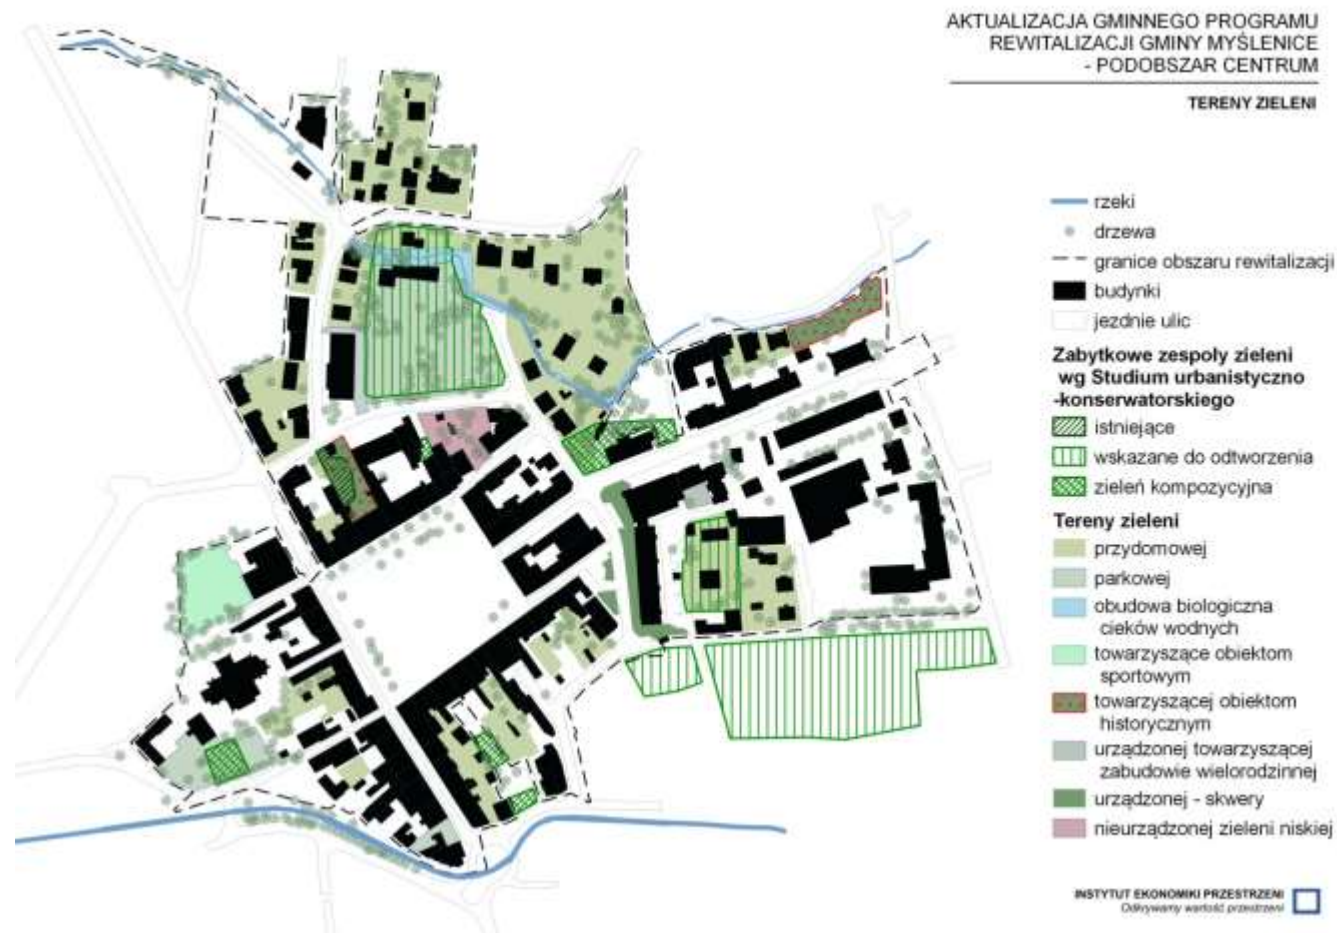 AKTUALIZACJA GMINNEGO PROGRAMU
REWITALIZACJI GMINY MYŚLENICE
- PODOBSZAR CENTRUM
TERENY ZIELENI
rzeki
drzewa
granice obszaru rewitalizacji
budynki
jezdnie ulic
Zabytkowe zespoły zieleni
wg Studium urbanistyczno
-konserwatorskiego
istniejące
wskazane do odtworzenia
zieleń kompozycyjna
Tereny zieleni
przydomowej
parkowej
obudowa biologiczna
cieków wodnych
towarzyszące obiektom
sportowym
towarzyszącej obiektom
historycznym
urządzonej towarzyszącej
zabudowie wielorodzinnej
urządzonej - skwery
nieurządzonej zieleni niskiej
INSTYTUT EKONOMIKI PRZESTRZENI
Odkrywamy wartość przestrzeni